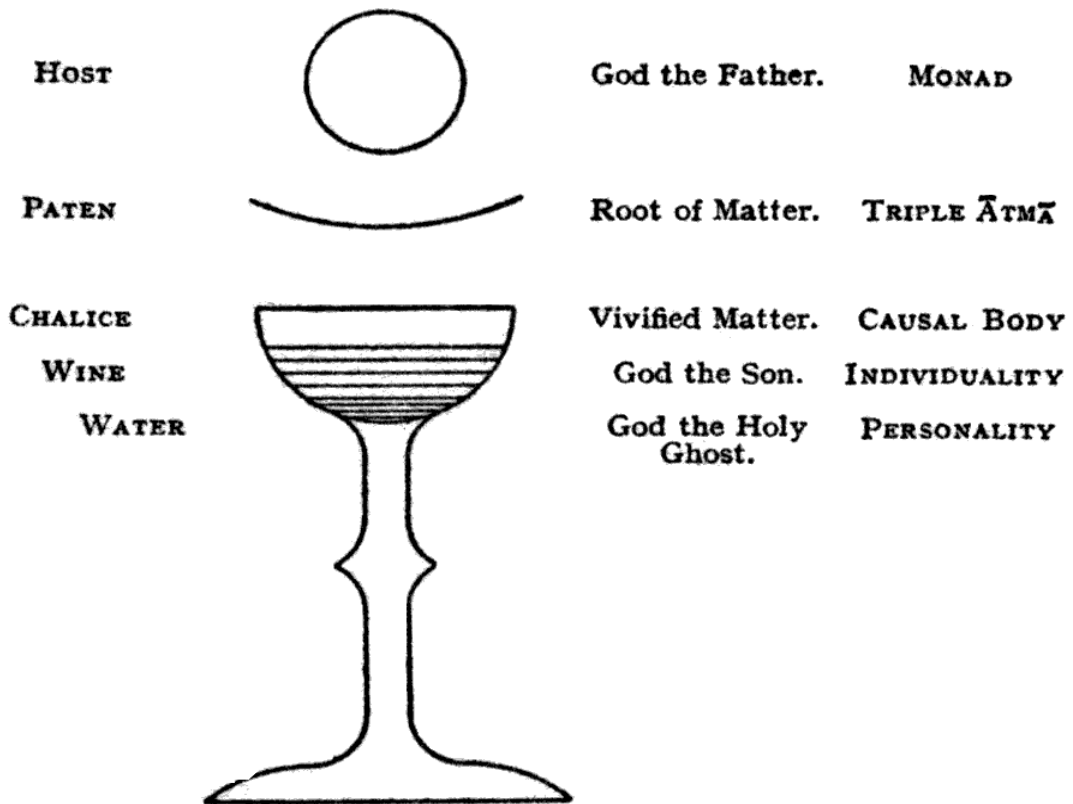 HOST God the Father. MONAD
PATEN Root of Matter. TRIPLE ĀTMĀ
CHALICE Vivified Matter. CAUSAL BODY
WINE God the Son. INDIVIDUALITY
WATER God the Holy Ghost. PERSONALITY